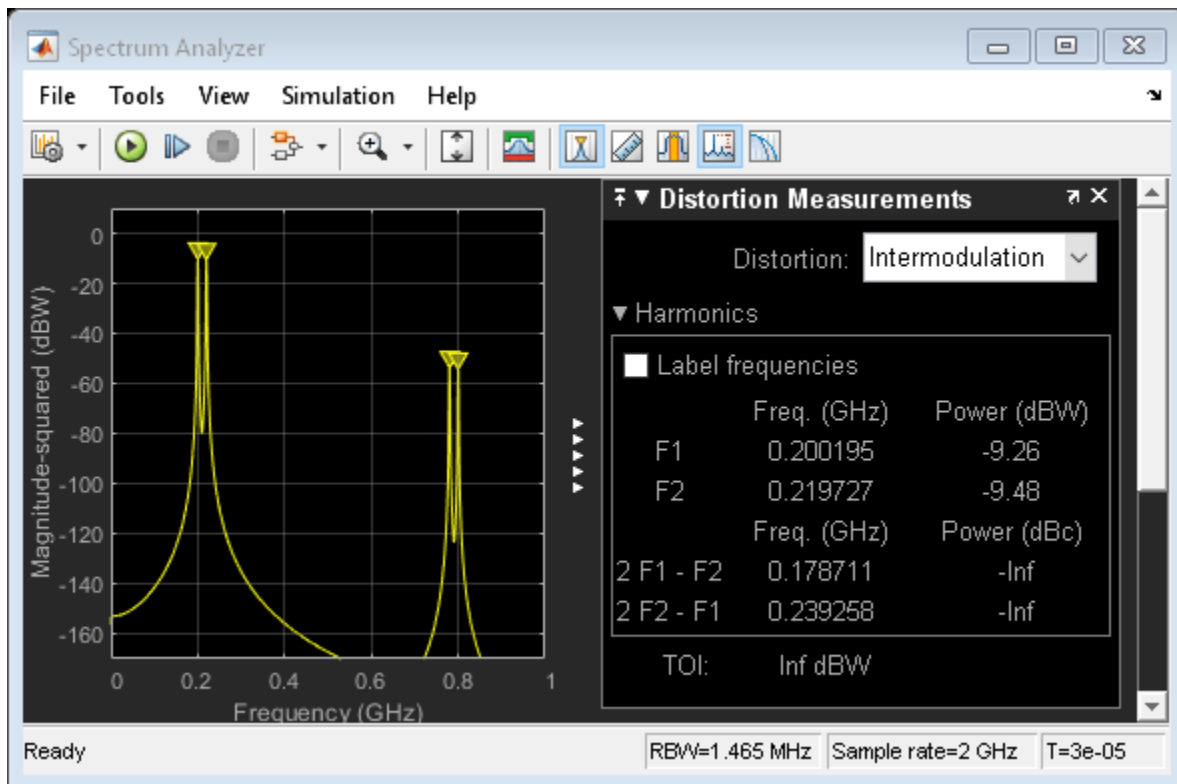 Spectrum Analyzer
File Tools View Simulation Help
Distortion Measurements
Distortion: Intermodulation
Harmonics
Label frequencies
Freq. (GHz) Power (dBW)
F1 0.200195 -9.26
F2 0.219727 -9.48
Freq. (GHz) Power (dBc)
2 F1 - F2 0.178711 -Inf
2 F2 - F1 0.239258 -Inf
TOI: Inf dBW
Magnitude-squared (dBW)
0
-20
-40
-60
-80
-100
-120
-140
-160
0 0.2 0.4 0.6 0.8 1
Frequency (GHz)
Ready RBW=1.465 MHz Sample rate=2 GHz T=3e-05